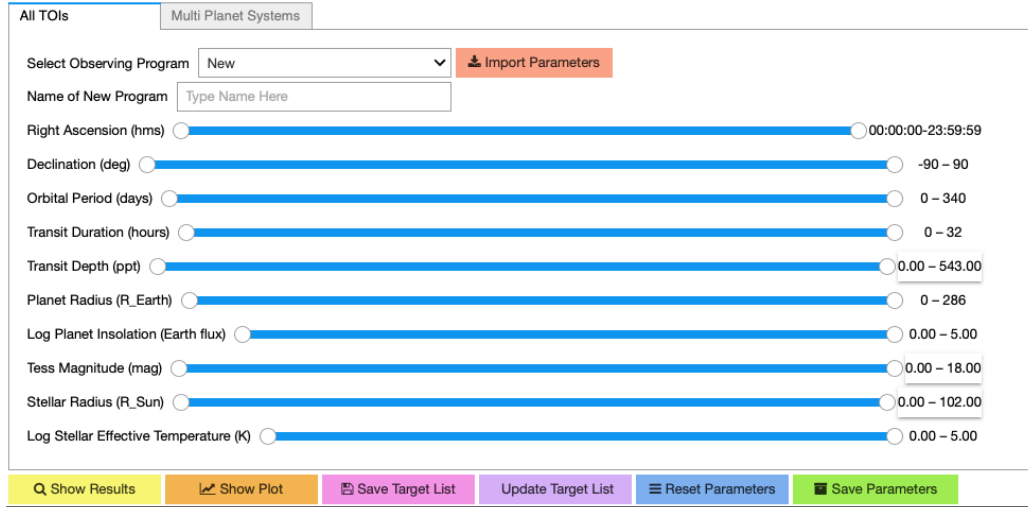 All TOIs Multi Planet Systems
Select Observing Program New Import Parameters
Name of New Program Type Name Here
Right Ascension (hms) 00:00:00-23:59:59
Declination (deg) -90 – 90
Orbital Period (days) 0 – 340
Transit Duration (hours) 0 – 32
Transit Depth (ppt) 0.00 – 543.00
Planet Radius (R_Earth) 0 – 286
Log Planet Insolation (Earth flux) 0.00 – 5.00
Tess Magnitude (mag) 0.00 – 18.00
Stellar Radius (R_Sun) 0.00 – 102.00
Log Stellar Effective Temperature (K) 0.00 – 5.00
Show Results Show Plot Save Target List Update Target List Reset Parameters Save Parameters